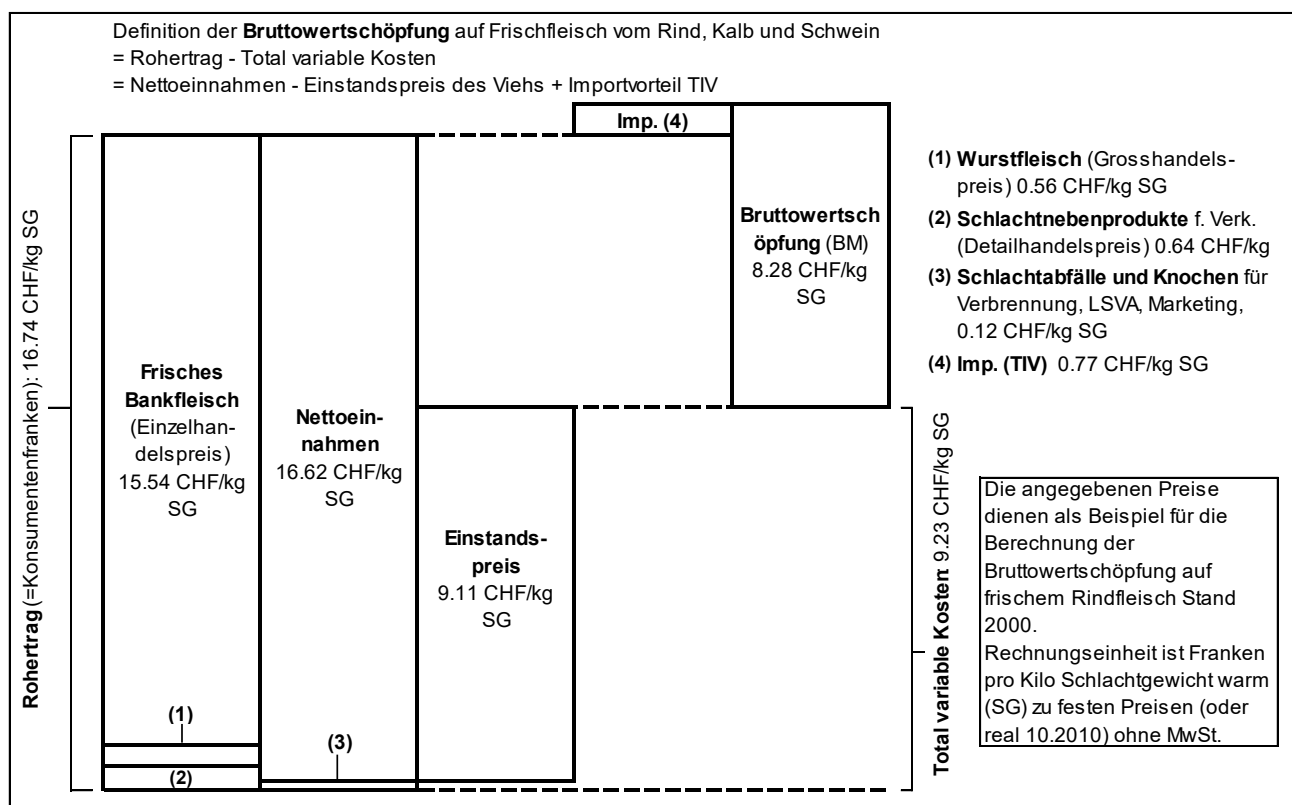 Definition der Bruttowertschöpfung auf Frischfleisch vom Rind, Kalb und Schwein
= Rohertrag - Total variable Kosten
= Nettoeinnahmen - Einstandspreis des Viehs + Importvorteil TIV
Rohertrag (=Konsumentenfranken): 16.74 CHF/kg SG
Frisches
Bankfleisch
(Einzelhan-
delspreis)
15.54 CHF/kg
SG
(1)
(2)
Nettoein-
nahmen
16.62 CHF/kg
SG
(3)
Einstands-
preis
9.11 CHF/kg
SG
Imp. (4)
Bruttowertsch
öpfung (BM)
8.28 CHF/kg
SG
Total variable Kosten: 9.23 CHF/kg SG
(1) Wurstfleisch (Grosshandels-
preis) 0.56 CHF/kg SG
(2) Schlachtnebenprodukte f. Verk.
(Detailhandelspreis) 0.64 CHF/kg
(3) Schlachtabfälle und Knochen für
Verbrennung, LSVA, Marketing,
0.12 CHF/kg SG
(4) Imp. (TIV) 0.77 CHF/kg SG
Die angegebenen Preise
dienen als Beispiel für die
Berechnung der
Bruttowertschöpfung auf
frischem Rindfleisch Stand
2000.
Rechnungseinheit ist Franken
pro Kilo Schlachtgewicht warm
(SG) zu festen Preisen (oder
real 10.2010) ohne MwSt.